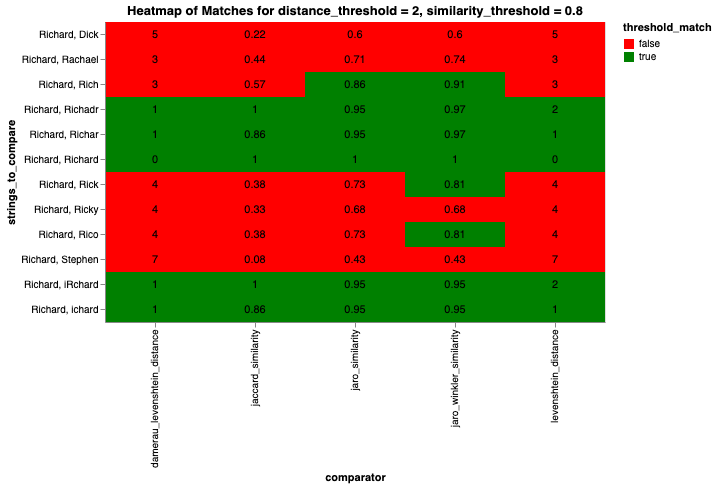 Heatmap of Matches for distance_threshold = 2, similarity_threshold = 0.8
threshold_match
false
true
strings_to_compare
Richard, Dick 5 0.22 0.6 0.6 5
Richard, Rachael 3 0.44 0.71 0.74 3
Richard, Rich 3 0.57 0.86 0.91 3
Richard, Richadr 1 1 0.95 0.97 2
Richard, Richar 1 0.86 0.95 0.97 1
Richard, Richard 0 1 1 1 0
Richard, Rick 4 0.38 0.73 0.81 4
Richard, Ricky 4 0.33 0.68 0.68 4
Richard, Rico 4 0.38 0.73 0.81 4
Richard, Stephen 7 0.08 0.43 0.43 7
Richard, iRchard 1 1 0.95 0.95 2
Richard, ichard 1 0.86 0.95 0.95 1
damerau_levenshtein_distance
jaccard_similarity
jaro_similarity
jaro_winkler_similarity
levenshtein_distance
comparator